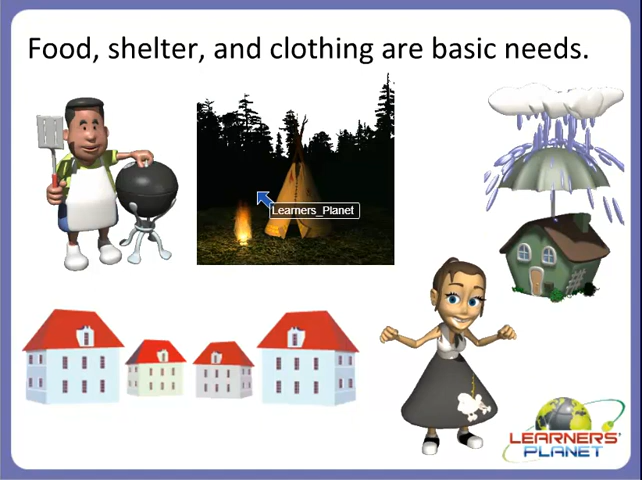 Food, shelter, and clothing are basic needs.
Learners_Planet
LEARNERS'
PLANET